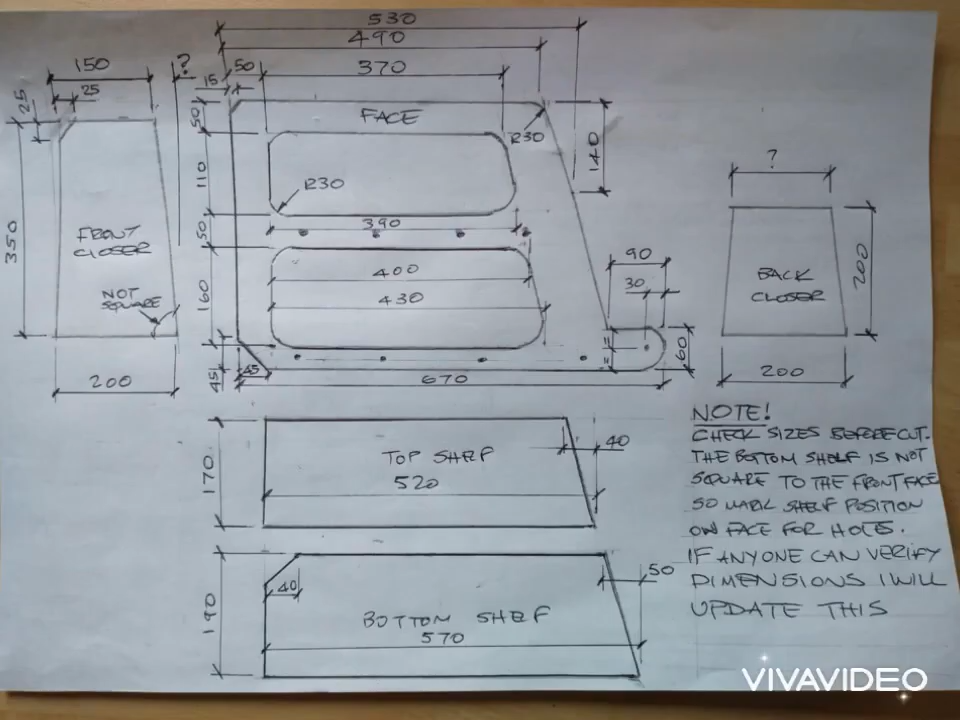 530
490
370
50
15
150
?
25
25
50
FACE
R30
140
110
R30
350
50
390
FRONT
CLOSER
NOT
SQUARE
160
400
430
90
30
?
BACK
CLOSER
200
=
=
60
45
45
670
200
200
170
TOP SHELF
520
40
190
40
BOTTOM SHELF
570
50
NOTE!
CHECK SIZES BEFORE CUT.
THE BOTTOM SHELF IS NOT
SQUARE TO THE FRONT FACE
SO MARK SHELF POSITION
ON FACE FOR HOLES.
IF ANYONE CAN VERIFY
DIMENSIONS I WILL
UPDATE THIS
VIVAVIDEO